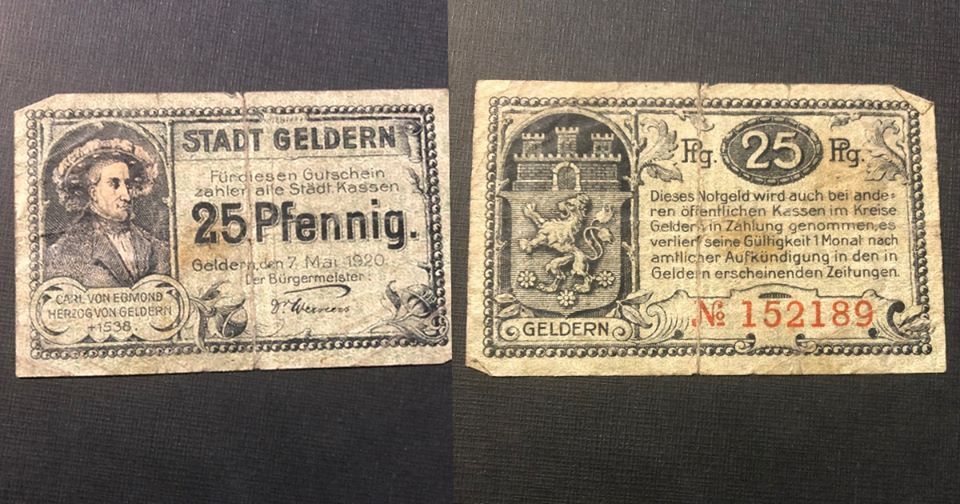 STADT GELDERN
Für diesen Gutschein
zahlen alle Städt. Kassen
25 Pfennig.
Geldern, den 7. Mai 1920.
Der Bürgermeister:
CARL VON EGMOND
HERZOG VON GELDERN
+1538
Pfg. 25 Pfg.
Dieses Notgeld wird auch bei ande-
ren öffentlichen Kassen im Kreise
Geldern in Zahlung genommen, es
verliert seine Gültigkeit 1 Monat nach
amtlicher Aufkündigung in den in
Geldern erscheinenden Zeitungen.
GELDERN
№ 152189